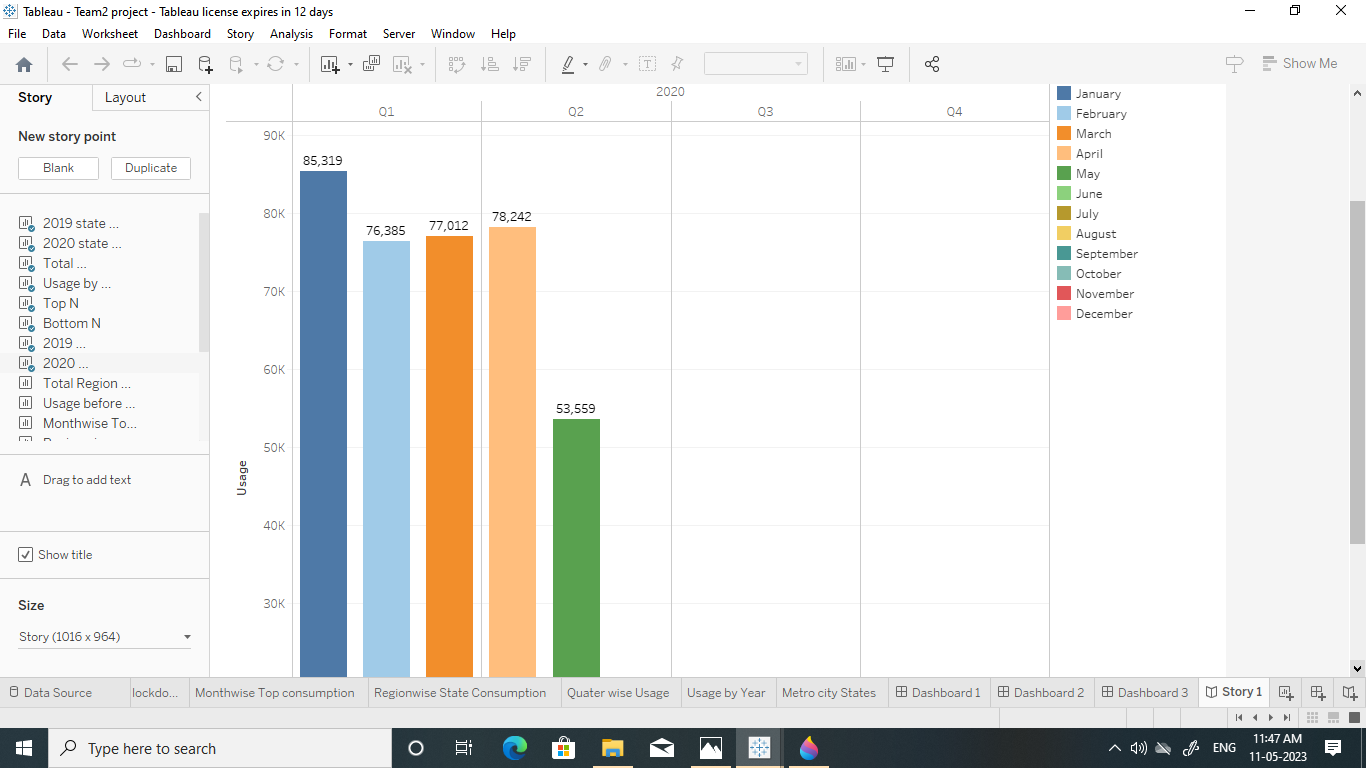 Tableau - Team2 project - Tableau license expires in 12 days
File Data Worksheet Dashboard Story Analysis Format Server Window Help
Show Me
Story Layout
New story point
Blank Duplicate
2019 state ...
2020 state ...
Total ...
Usage by ...
Top N
Bottom N
2019 ...
2020 ...
Total Region ...
Usage before ...
Monthwise To...
A Drag to add text
Show title
Size
Story (1016 x 964)
2020
Q1 Q2 Q3 Q4
90K
80K
70K
60K
50K
40K
30K
Usage
85,319
76,385
77,012
78,242
53,559
January
February
March
April
May
June
July
August
September
October
November
December
Data Source lockdo... Monthwise Top consumption Regionwise State Consumption Quater wise Usage Usage by Year Metro city States Dashboard 1 Dashboard 2 Dashboard 3 Story 1
Type here to search
ENG
11:47 AM
11-05-2023